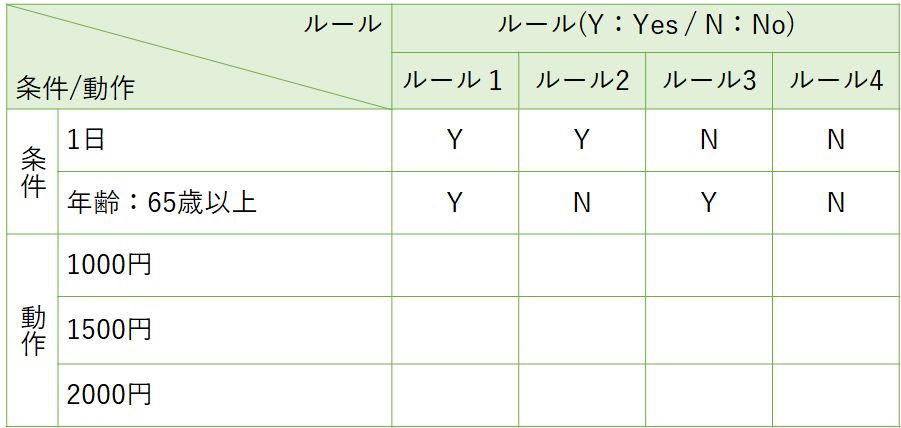 ルール
条件/動作
ルール(Y：Yes / N：No)
ルール 1 ルール2 ルール3 ルール4
条件
1日 Y Y N N
年齢：65歳以上 Y N Y N
動作
1000円
1500円
2000円